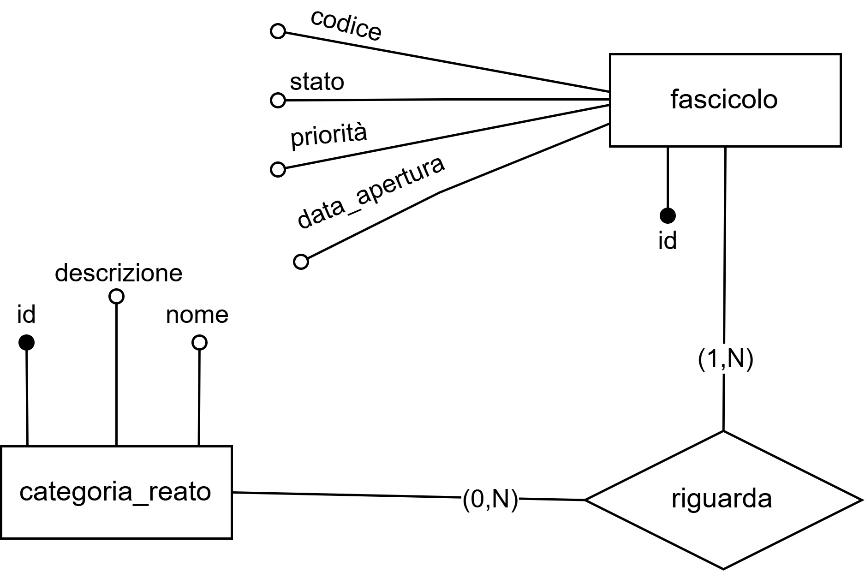 codice
stato
fascicolo
priorità
data_apertura
id
descrizione
id
nome
(1,N)
categoria_reato
(0,N)
riguarda